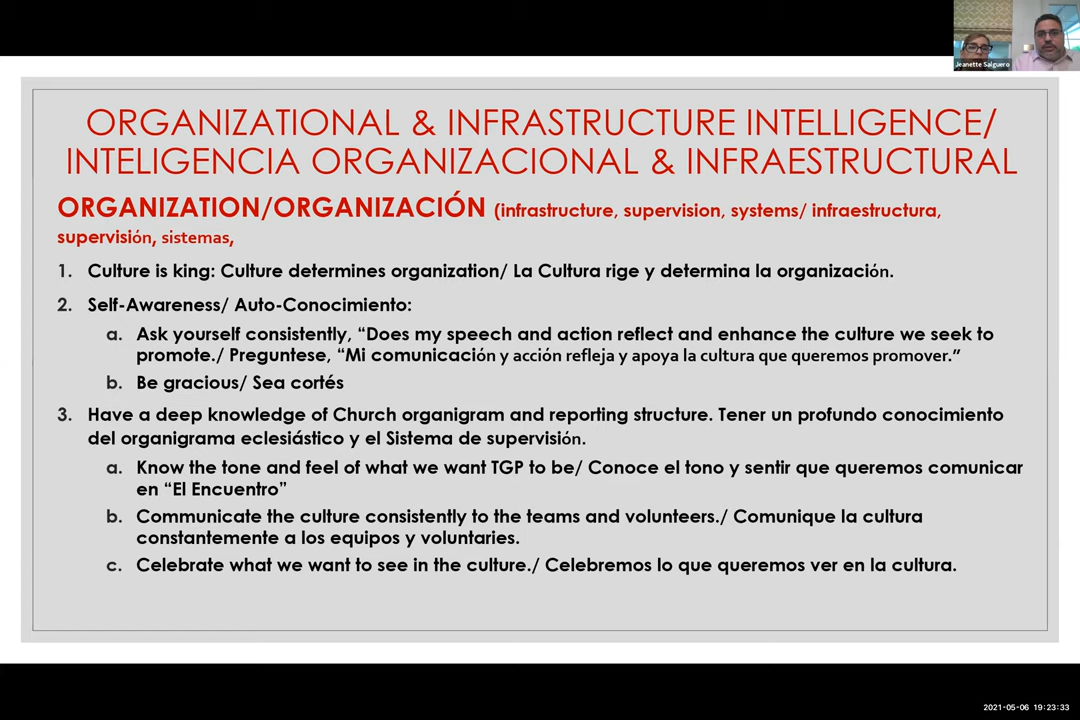 Jeanette Salguero
ORGANIZATIONAL & INFRASTRUCTURE INTELLIGENCE/
INTELIGENCIA ORGANIZACIONAL & INFRAESTRUCTURAL
ORGANIZATION/ORGANIZACIÓN (infrastructure, supervision, systems/ infraestructura,
supervisión, sistemas,
1. Culture is king: Culture determines organization/ La Cultura rige y determina la organización.
2. Self-Awareness/ Auto-Conocimiento:
a. Ask yourself consistently, “Does my speech and action reflect and enhance the culture we seek to
promote./ Preguntese, “Mi comunicación y acción refleja y apoya la cultura que queremos promover.”
b. Be gracious/ Sea cortés
3. Have a deep knowledge of Church organigram and reporting structure. Tener un profundo conocimiento
del organigrama eclesiástico y el Sistema de supervisión.
a. Know the tone and feel of what we want TGP to be/ Conoce el tono y sentir que queremos comunicar
en “El Encuentro”
b. Communicate the culture consistently to the teams and volunteers./ Comunique la cultura
constantemente a los equipos y voluntaries.
c. Celebrate what we want to see in the culture./ Celebremos lo que queremos ver en la cultura.
2021-05-06 19:23:33